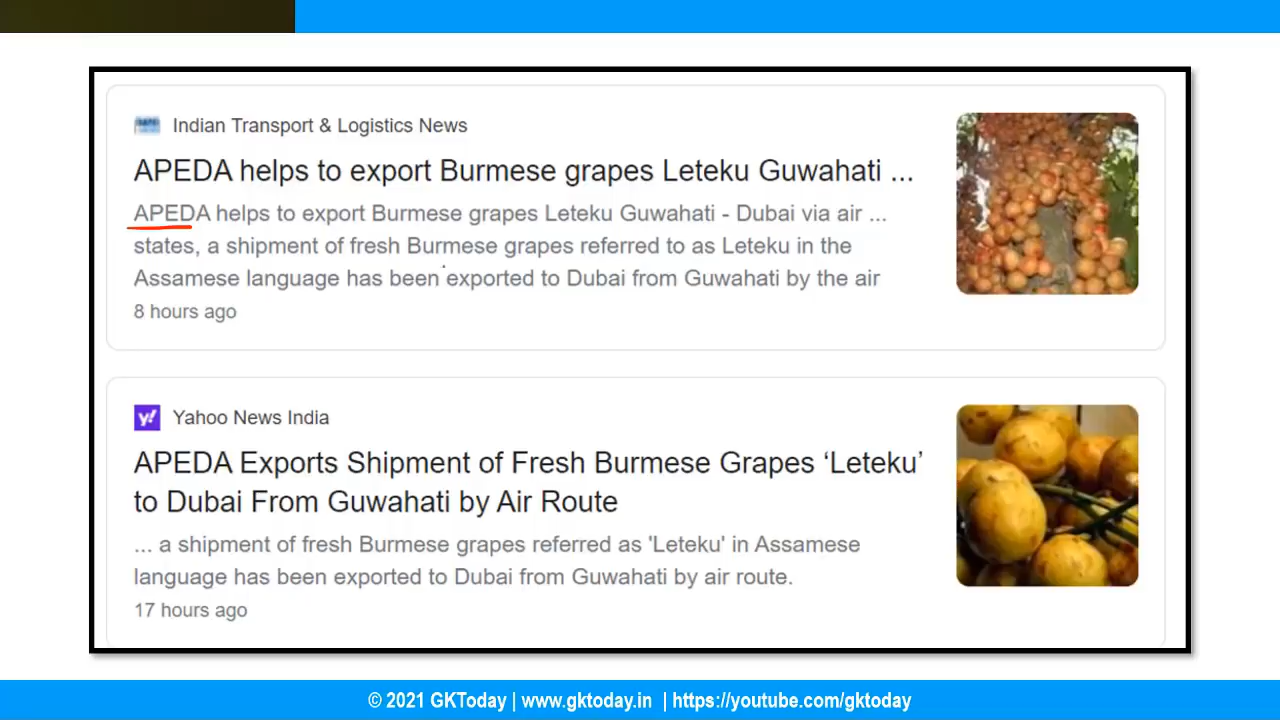 Indian Transport & Logistics News
APEDA helps to export Burmese grapes Leteku Guwahati ...
APEDA helps to export Burmese grapes Leteku Guwahati - Dubai via air ...
states, a shipment of fresh Burmese grapes referred to as Leteku in the
Assamese language has been exported to Dubai from Guwahati by the air
8 hours ago
y!
Yahoo News India
APEDA Exports Shipment of Fresh Burmese Grapes ‘Leteku’
to Dubai From Guwahati by Air Route
... a shipment of fresh Burmese grapes referred as 'Leteku' in Assamese
language has been exported to Dubai from Guwahati by air route.
17 hours ago
© 2021 GKToday | www.gktoday.in | https://youtube.com/gktoday